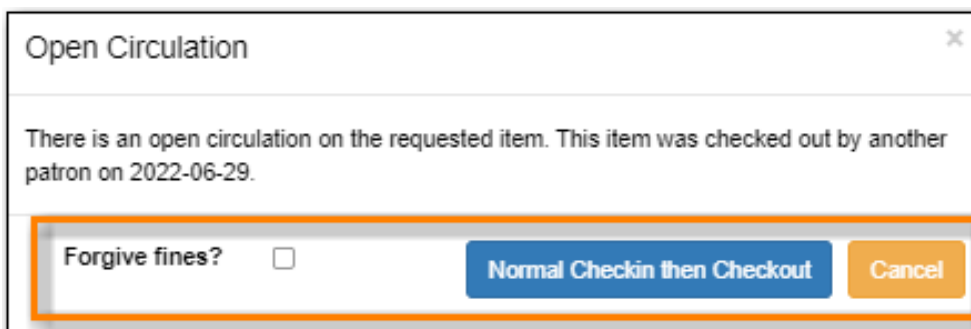 Open Circulation ×
There is an open circulation on the requested item. This item was checked out by another
patron on 2022-06-29.
Forgive fines? Normal Checkin then Checkout Cancel